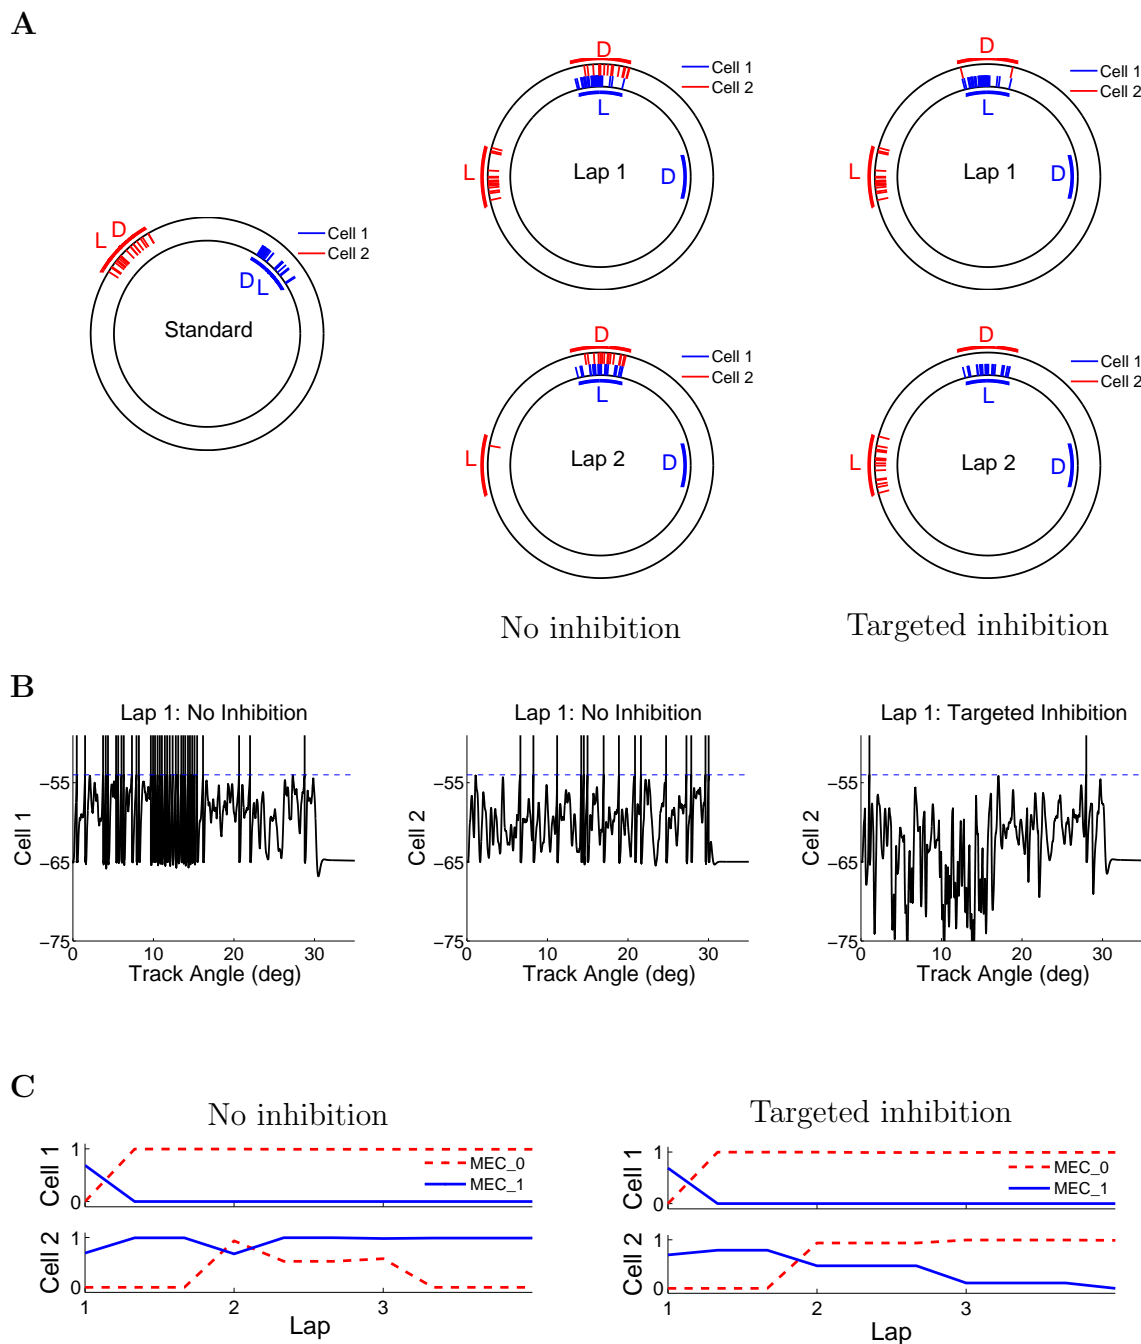 A
D
Cell 1
Cell 2
L
L
Lap 1
D
D
Cell 1
Cell 2
L
L
Lap 1
D
D
L
Cell 1
Cell 2
D L
Standard
D
Cell 1
Cell 2
L
L
Lap 2
D
D
Cell 1
Cell 2
L
L
Lap 2
D
No inhibition
Targeted inhibition
B
Lap 1: No Inhibition
−55
−65
−75
Cell 1
0 10 20 30
Track Angle (deg)
Lap 1: No Inhibition
−55
−65
−75
Cell 2
0 10 20 30
Track Angle (deg)
Lap 1: Targeted Inhibition
−55
−65
−75
Cell 2
0 10 20 30
Track Angle (deg)
C
No inhibition
Cell 1
1
0
MEC_0
MEC_1
Cell 2
1
0
1 2 3
Lap
Targeted inhibition
Cell 1
1
0
MEC_0
MEC_1
Cell 2
1
0
1 2 3
Lap